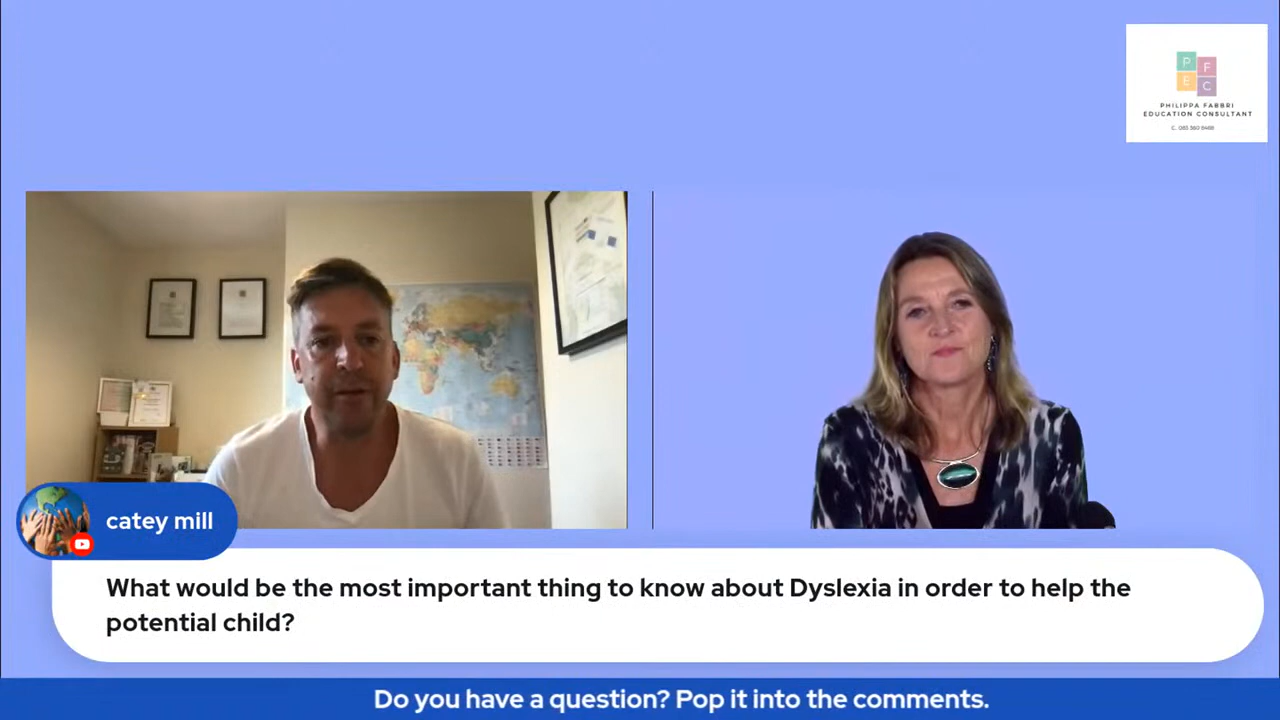 P F
E C
PHILIPPA FABBRI
EDUCATION CONSULTANT
catey mill
What would be the most important thing to know about Dyslexia in order to help the
potential child?
Do you have a question? Pop it into the comments.